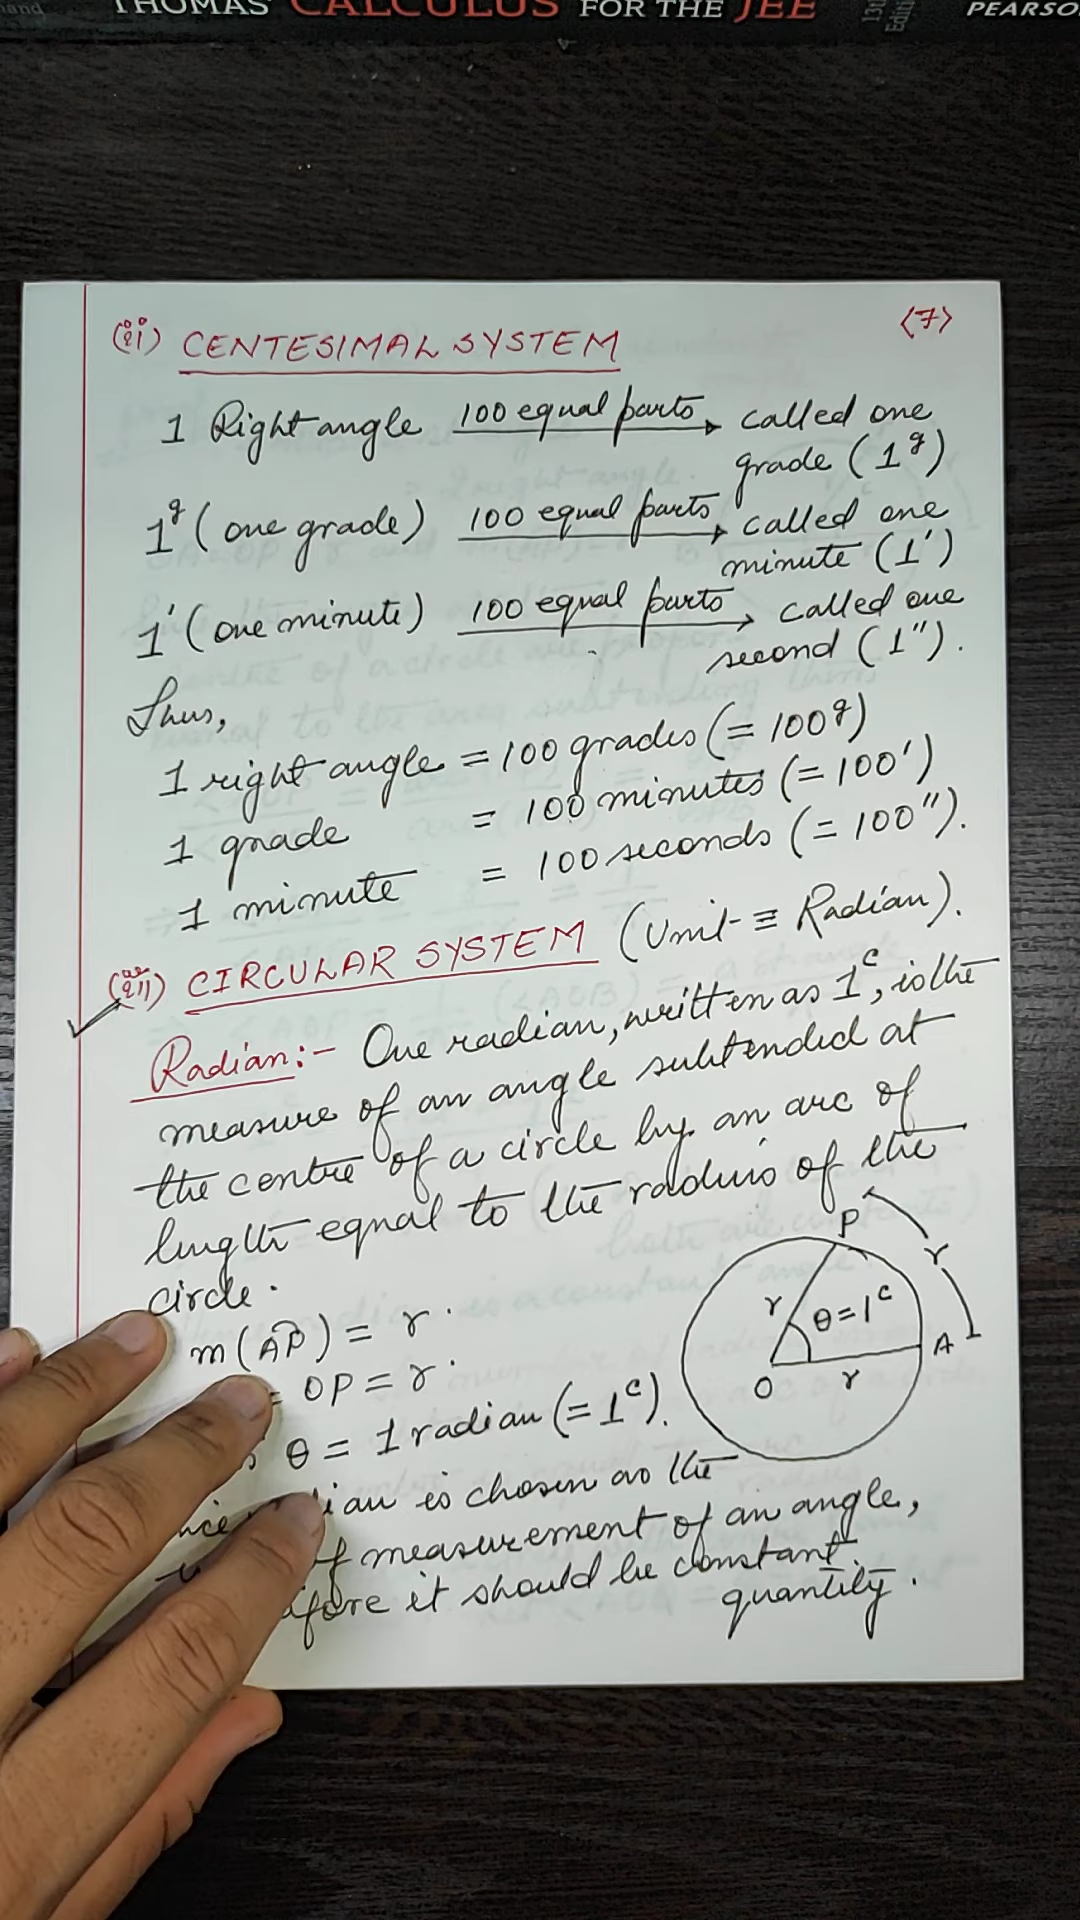 THOMAS' CALCULUS FOR THE JEE
PEARSO
(ii) CENTESIMAL SYSTEM
<7>
1 Right angle 100 equal parts → called one
grade (1ᵍ)
1ᵍ (one grade) 100 equal parts → called one
minute (1')
1' (one minute) 100 equal parts → called one
second (1").
Thus,
1 right angle = 100 grades (= 100ᵍ)
1 grade = 100 minutes (= 100')
1 minute = 100 seconds (= 100").
(iii) CIRCULAR SYSTEM (Unit ≡ Radian).
Radian:- One radian, written as 1ᶜ, is the
measure of an angle subtended at
the centre of a circle by an arc of
length equal to the radius of the
circle.
m(AP) = r.
= OP = r.
θ = 1 radian (= 1ᶜ).
ian is chosen as the
of measurement of an angle,
efore it should be constant
quantity.
P
r
r
θ = 1ᶜ
A
O
r